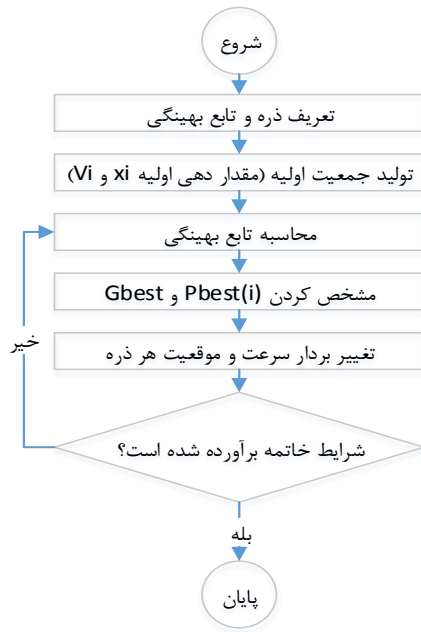 شروع
تعریف ذره و تابع بهینگی
تولید جمعیت اولیه (مقدار دهی اولیه xi و Vi)
محاسبه تابع بهینگی
مشخص کردن Pbest(i) و Gbest
تغییر بردار سرعت و موقعیت هر ذره
خیر
شرایط خاتمه برآورده شده است؟
بله
پایان